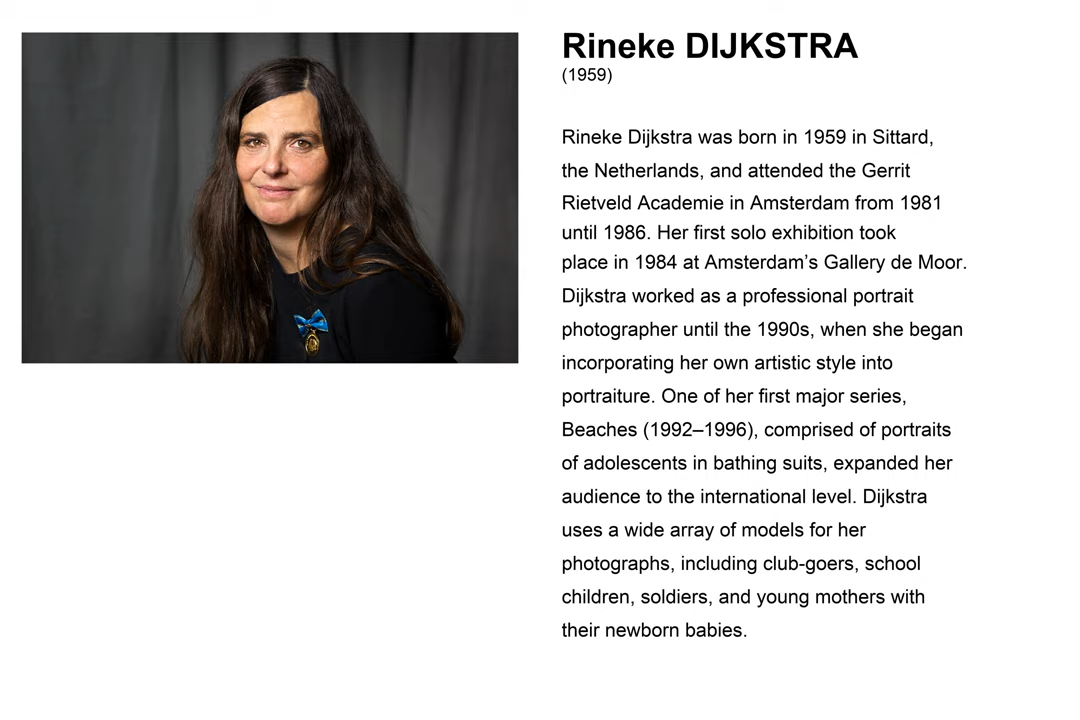 Rineke DIJKSTRA
(1959)
Rineke Dijkstra was born in 1959 in Sittard,
the Netherlands, and attended the Gerrit
Rietveld Academie in Amsterdam from 1981
until 1986. Her first solo exhibition took
place in 1984 at Amsterdam’s Gallery de Moor.
Dijkstra worked as a professional portrait
photographer until the 1990s, when she began
incorporating her own artistic style into
portraiture. One of her first major series,
Beaches (1992–1996), comprised of portraits
of adolescents in bathing suits, expanded her
audience to the international level. Dijkstra
uses a wide array of models for her
photographs, including club-goers, school
children, soldiers, and young mothers with
their newborn babies.